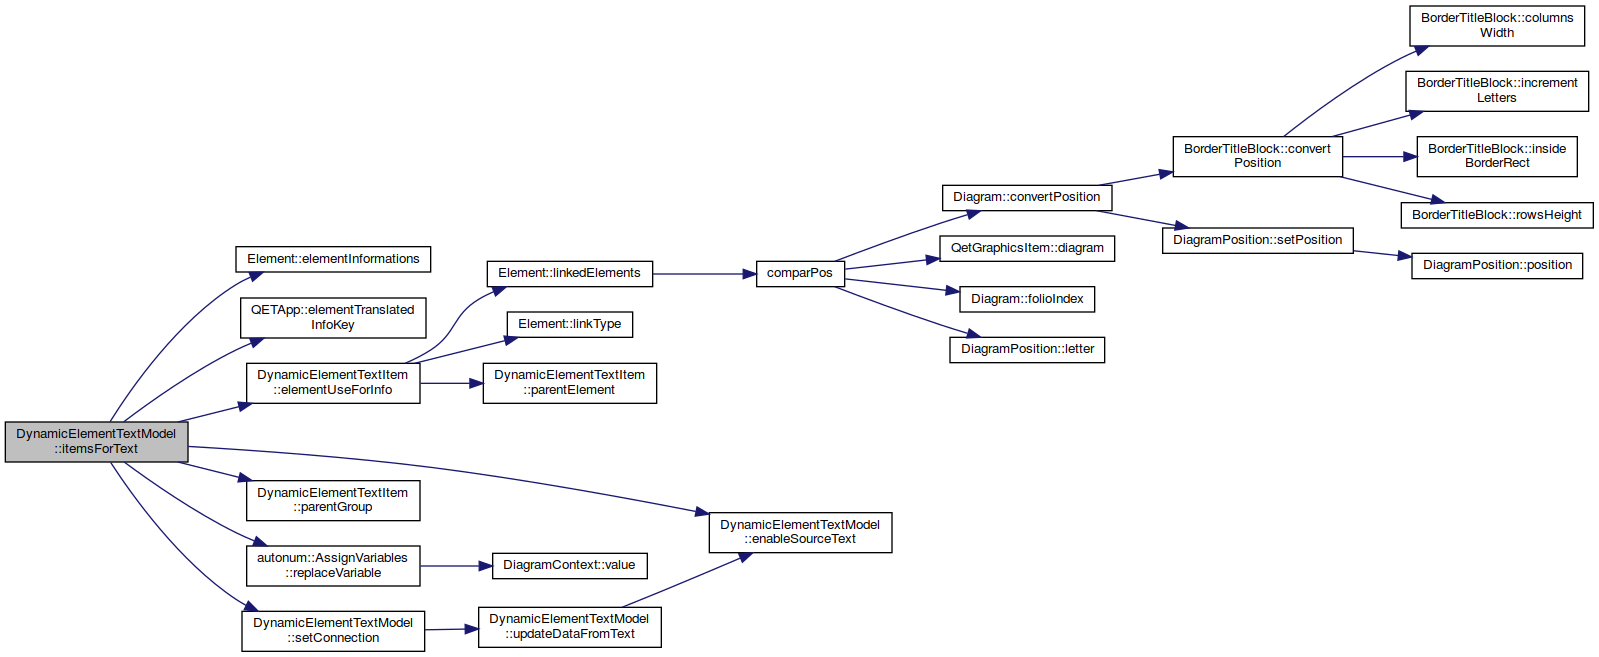 BorderTitleBlock::columns
Width
BorderTitleBlock::increment
Letters
BorderTitleBlock::convert
Position
BorderTitleBlock::inside
BorderRect
Diagram::convertPosition
BorderTitleBlock::rowsHeight
DiagramPosition::setPosition
QetGraphicsItem::diagram
Element::elementInformations
DiagramPosition::position
Element::linkedElements
comparPos
Diagram::folioIndex
QETApp::elementTranslated
InfoKey
Element::linkType
DiagramPosition::letter
DynamicElementTextItem
::elementUseForInfo
DynamicElementTextItem
::parentElement
DynamicElementTextModel
::itemsForText
DynamicElementTextItem
::parentGroup
DynamicElementTextModel
::enableSourceText
autonum::AssignVariables
::replaceVariable
DiagramContext::value
DynamicElementTextModel
::setConnection
DynamicElementTextModel
::updateDataFromText